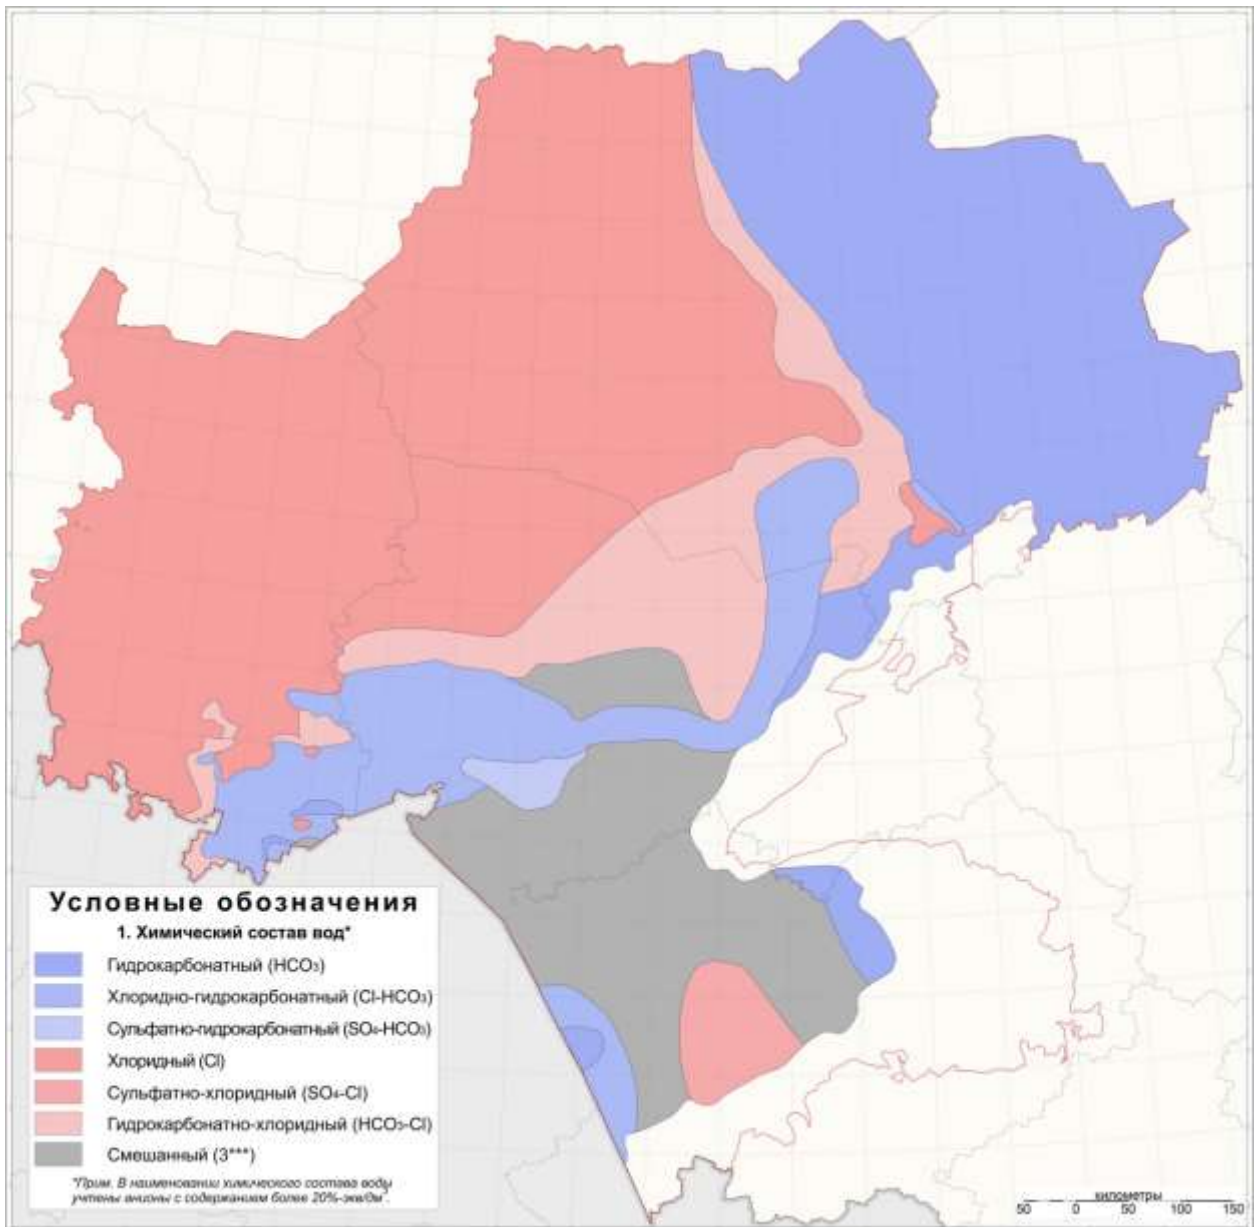 Условные обозначения
1. Химический состав вод*
Гидрокарбонатный (HCO₃)
Хлоридно-гидрокарбонатный (Cl-HCO₃)
Сульфатно-гидрокарбонатный (SO₄-HCO₃)
Хлоридный (Cl)
Сульфатно-хлоридный (SO₄-Cl)
Гидрокарбонатно-хлоридный (HCO₃-Cl)
Смешанный (3***)
*Прим. В наименовании химического состава воды
учтены анионы с содержанием более 20%-экв/дм³.
километры
50 0 50 100 150